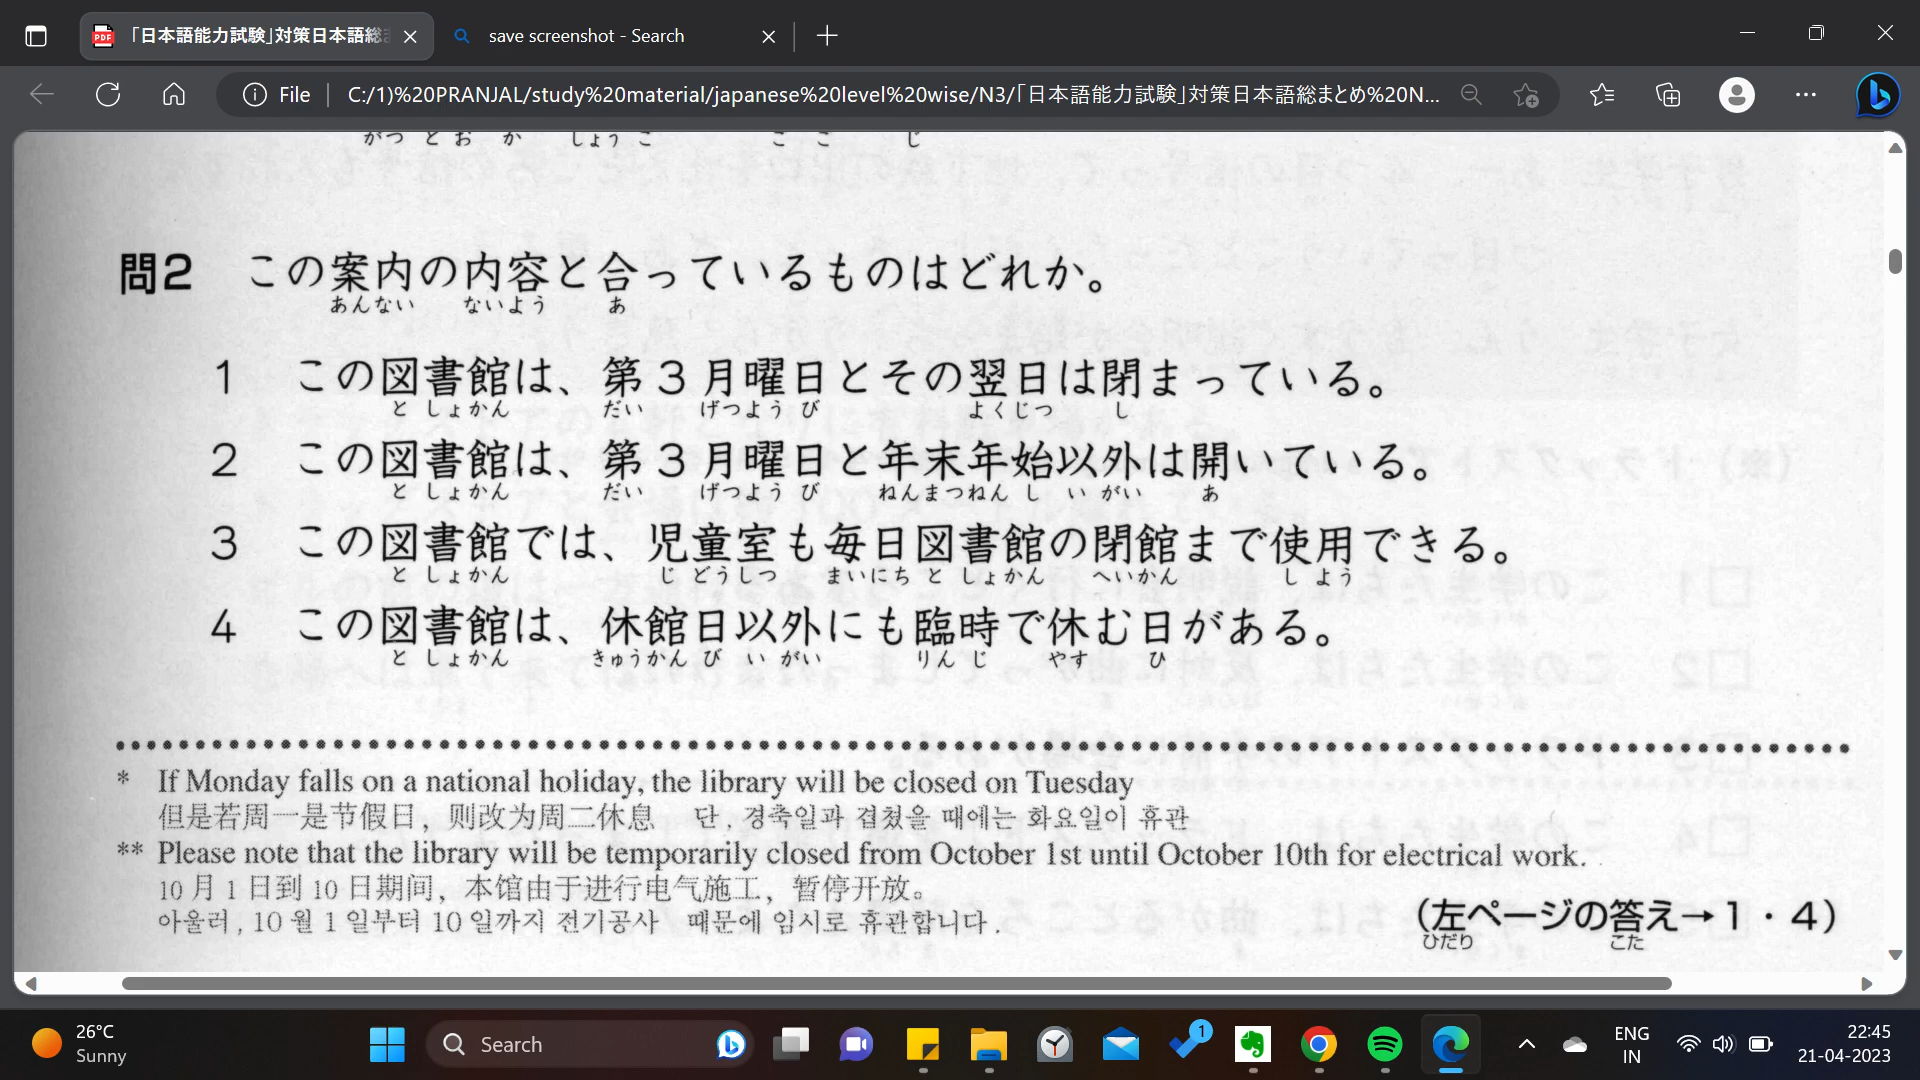 「日本語能力試験」対策日本語総ま
save screenshot - Search
File
C:/1)%20PRANJAL/study%20material/japanese%20level%20wise/N3/「日本語能力試験」対策日本語総まとめ%20N...
がつ とおか しょうこ ここ じ
問2 この案内の内容と合っているものはどれか。
あんない ないよう あ
1 この図書館は、第3月曜日とその翌日は閉まっている。
と しょかん だい げつよう び よくじつ し
2 この図書館は、第3月曜日と年末年始以外は開いている。
と しょかん だい げつよう び ねんまつねん し い がい あ
3 この図書館では、児童室も毎日図書館の閉館まで使用できる。
と しょかん じ どうしつ まいにち と しょかん へいかん し よう
4 この図書館は、休館日以外にも臨時で休む日がある。
と しょかん きゅうかん び い がい りん じ やす ひ
* If Monday falls on a national holiday, the library will be closed on Tuesday
但是若周一是节假日，则改为周二休息 단, 경축일과 겹쳤을 때에는 화요일이 휴관
** Please note that the library will be temporarily closed from October 1st until October 10th for electrical work.
10 月 1 日到 10 日期间，本馆由于进行电气施工，暂停开放。
아울러, 10 월 1 일부터 10 일까지 전기공사 때문에 임시로 휴관합니다.
（左ページの答え→1・4）
ひだり こた
26°C
Sunny
Search
1
ENG
IN
22:45
21-04-2023